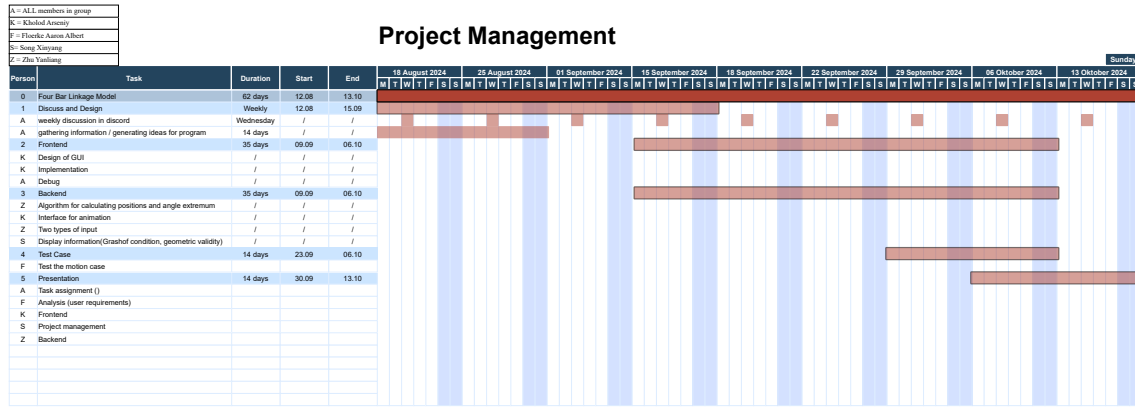 A = ALL members in group
K = Kholod Arseniy
F = Floerke Aaron Albert
S= Song Xinyang
Z = Zhu Yanliang
Project Management
Sunday
Person Task Duration Start End 18 August 2024 25 August 2024 01 September 2024 15 September 2024 18 September 2024 22 September 2024 29 September 2024 06 Oktober 2024 13 Oktober 2024
M T W T F S S M T W T F S S M T W T F S S M T W T F S S M T W T F S S M T W T F S S M T W T F S S M T W T F S S M T W T F S S
0 Four Bar Linkage Model 62 days 12.08 13.10
1 Discuss and Design Weekly 12.08 15.09
A weekly discussion in discord Wednesday / /
A gathering information / generating ideas for program 14 days / /
2 Frontend 35 days 09.09 06.10
K Design of GUI / / /
K Implementation / / /
A Debug / / /
3 Backend 35 days 09.09 06.10
Z Algorithm for calculating positions and angle extremum / / /
K Interface for animation / / /
Z Two types of input / / /
S Display information(Grashof condition, geometric validity) / / /
4 Test Case 14 days 23.09 06.10
F Test the motion case
5 Presentation 14 days 30.09 13.10
A Task assignment ()
F Analysis (user requirements)
K Frontend
S Project management
Z Backend